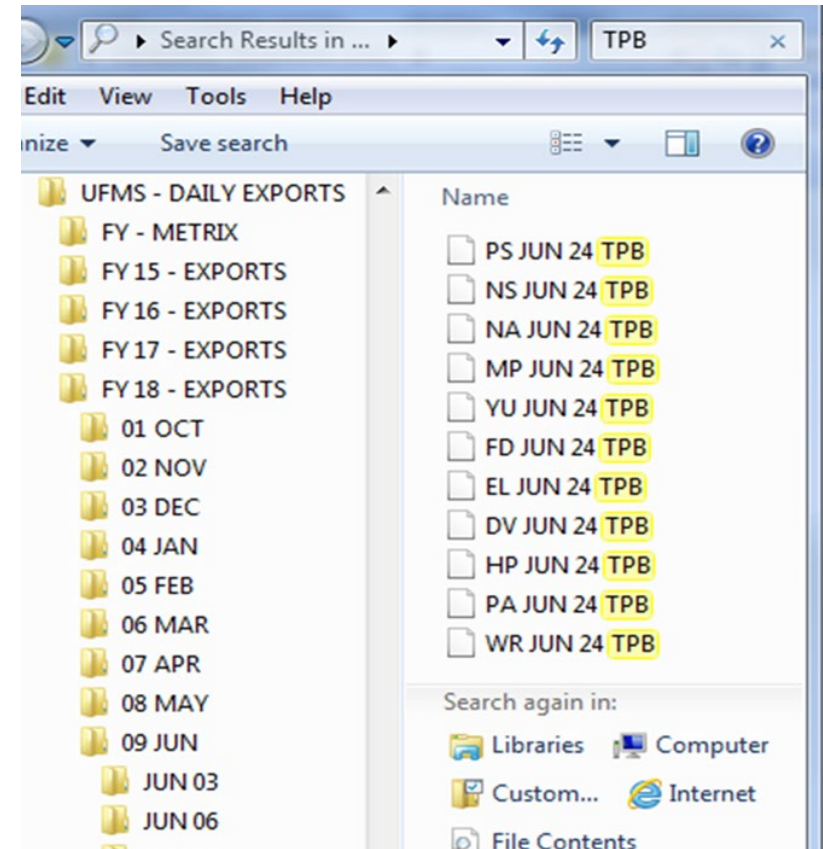 Search Results in ...
TPB
Edit View Tools Help
nize Save search
UFMS - DAILY EXPORTS
FY - METRIX
FY 15 - EXPORTS
FY 16 - EXPORTS
FY 17 - EXPORTS
FY 18 - EXPORTS
01 OCT
02 NOV
03 DEC
04 JAN
05 FEB
06 MAR
07 APR
08 MAY
09 JUN
JUN 03
JUN 06
Name
PS JUN 24 TPB
NS JUN 24 TPB
NA JUN 24 TPB
MP JUN 24 TPB
YU JUN 24 TPB
FD JUN 24 TPB
EL JUN 24 TPB
DV JUN 24 TPB
HP JUN 24 TPB
PA JUN 24 TPB
WR JUN 24 TPB
Search again in:
Libraries Computer
Custom... Internet
File Contents